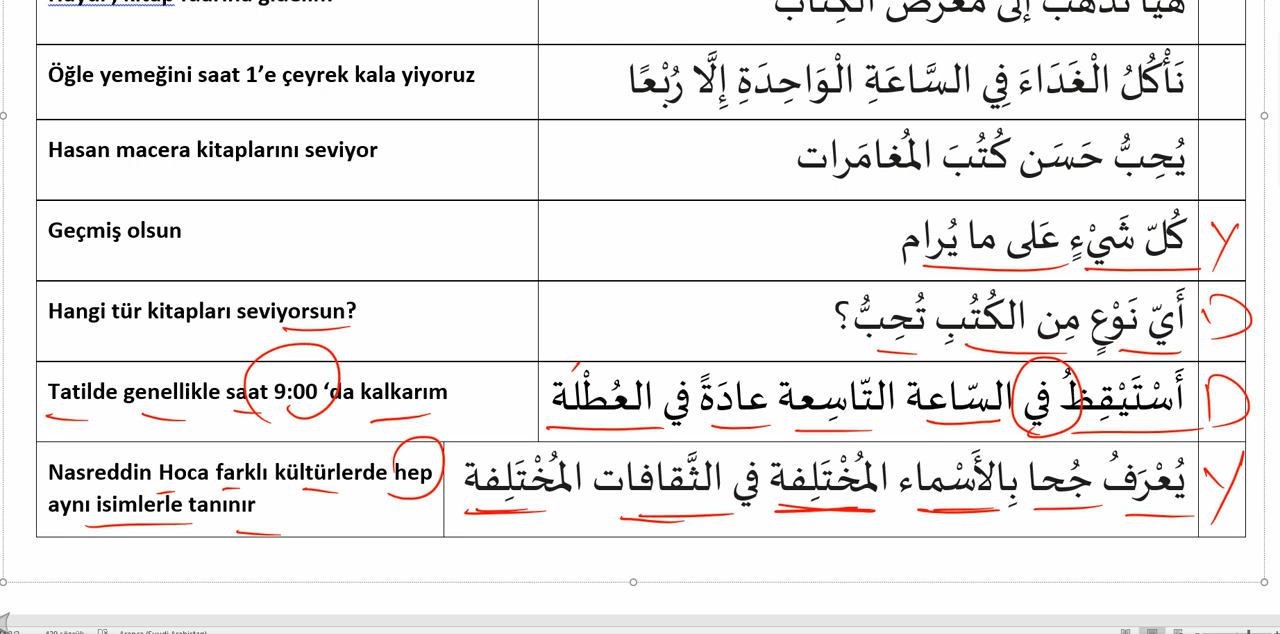 هَيّا نَذْهَب إلى مَعْرِض الكِتاب
Öğle yemeğini saat 1’e çeyrek kala yiyoruz
نَأْكُلُ الْغَدَاءَ فِي السَّاعَةِ الْوَاحِدَةِ إِلَّا رُبْعًا
Hasan macera kitaplarını seviyor
يُحِبُّ حَسَن كُتُبَ المُغامَرات
Geçmiş olsun
كُلّ شَيْءٍ عَلى ما يُرام
Y
Hangi tür kitapları seviyorsun?
أَيّ نَوْعٍ مِن الكُتُبِ تُحِبُّ؟
D
Tatilde genellikle saat 9:00 ‘da kalkarım
أَسْتَيْقِظُ في السّاعة التّاسِعة عادَةً في العُطْلَة
D
Nasreddin Hoca farklı kültürlerde hep
aynı isimlerle tanınır
يُعْرَفُ جُحا بِالأَسْماء المُخْتَلِفة في الثَّقافات المُخْتَلِفة
Y